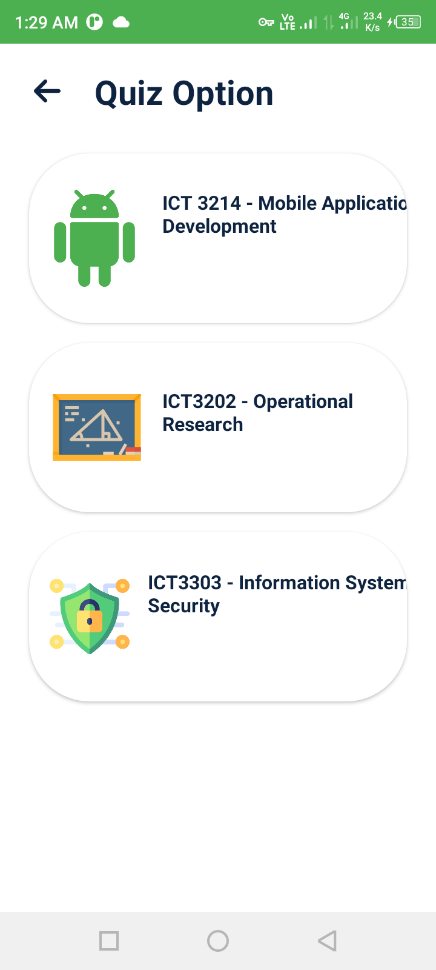 1:29 AM Vo LTE 4G 23.4 K/s 35
Quiz Option
ICT 3214 - Mobile Applicatio
Development
ICT3202 - Operational
Research
ICT3303 - Information System
Security